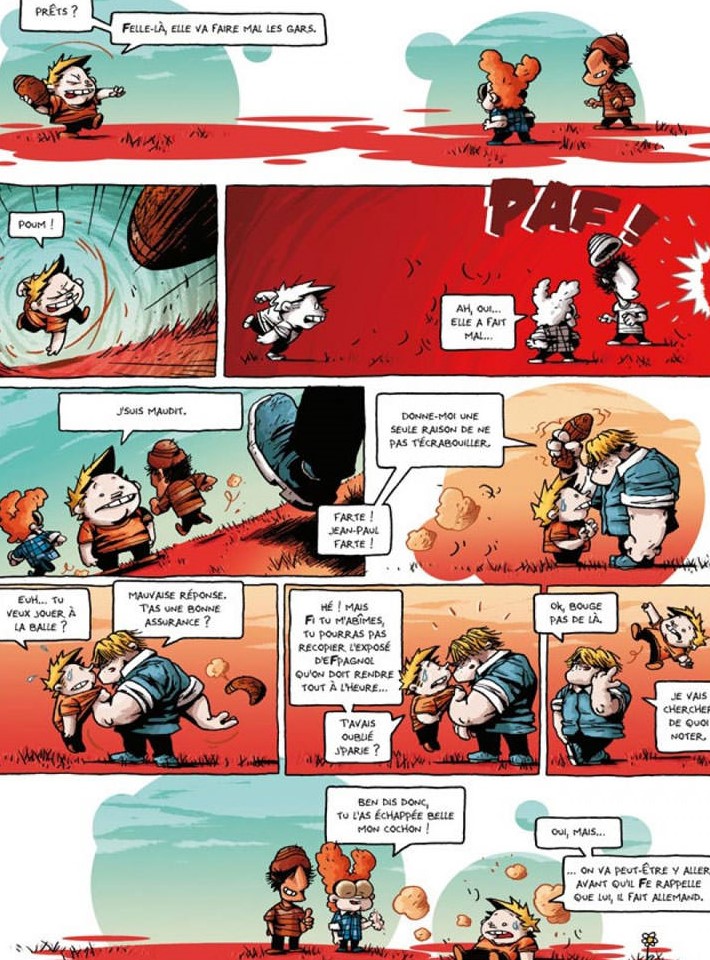 PRÊTS ?
FELLE-LÀ, ELLE VA FAIRE MAL LES GARS.
POUM !
PAF !
AH, OUI...
ELLE A FAIT
MAL...
J'SUIS MAUDIT.
DONNE-MOI UNE
SEULE RAISON DE NE
PAS T'ÉCRABOUILLER.
FARTE !
JEAN-PAUL
FARTE !
EUH... TU
VEUX JOUER À
LA BALLE ?
MAUVAISE RÉPONSE.
T'AS UNE BONNE
ASSURANCE ?
HÉ ! MAIS
FI TU M'ABÎMES,
TU POURRAS PAS
RECOPIER L'EXPOSÉ
D'EFPAGNOL
QU'ON DOIT RENDRE
TOUT À L'HEURE...
T'AVAIS
OUBLIÉ
J'PARIE ?
OK, BOUGE
PAS DE LÀ.
JE VAIS
CHERCHER
DE QUOI
NOTER.
BEN DIS DONC,
TU L'AS ÉCHAPPÉE BELLE
MON COCHON !
OUI, MAIS...
... ON VA PEUT-ÊTRE Y ALLER
AVANT QU'IL FE RAPPELLE
QUE LUI, IL FAIT ALLEMAND.